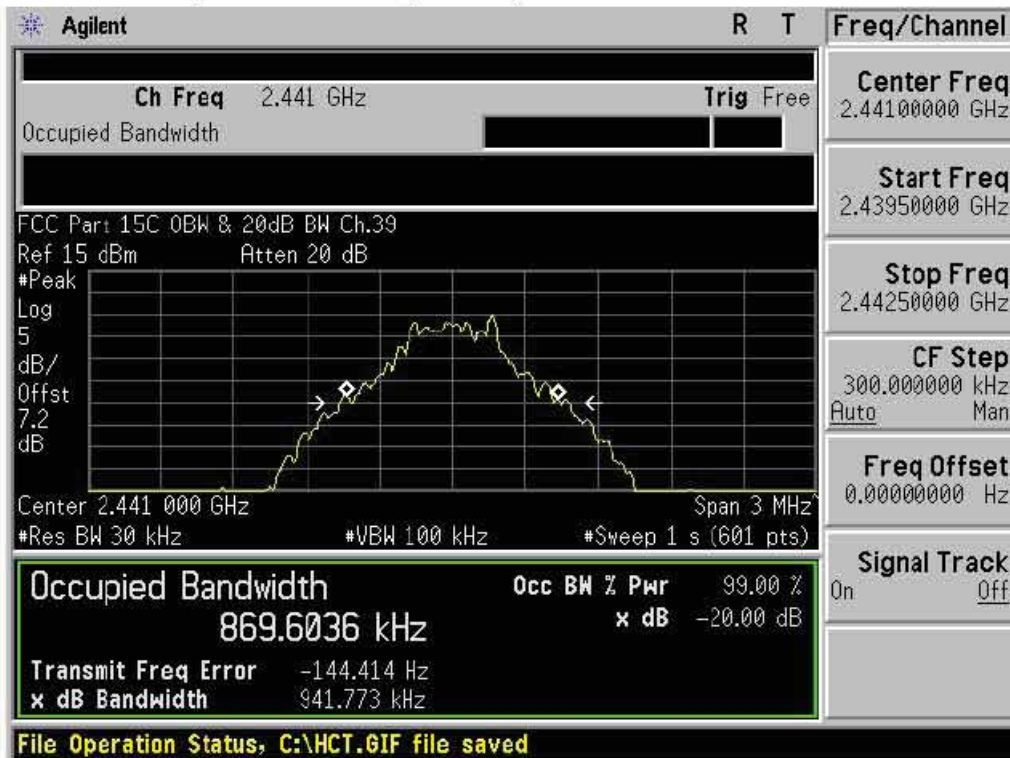 Agilent R T Freq/Channel
Ch Freq 2.441 GHz Trig Free
Occupied Bandwidth
Center Freq
2.44100000 GHz
Start Freq
2.43950000 GHz
Stop Freq
2.44250000 GHz
CF Step
300.000000 kHz
Auto Man
Freq Offset
0.00000000 Hz
Signal Track
On Off
FCC Part 15C OBW & 20dB BW Ch.39
Ref 15 dBm Atten 20 dB
#Peak
Log
5
dB/
Offst
7.2
dB
Center 2.441 000 GHz Span 3 MHz
#Res BW 30 kHz #VBW 100 kHz #Sweep 1 s (601 pts)
Occupied Bandwidth Occ BW % Pwr 99.00 %
869.6036 kHz x dB -20.00 dB
Transmit Freq Error -144.414 Hz
x dB Bandwidth 941.773 kHz
File Operation Status, C:\HCT.GIF file saved